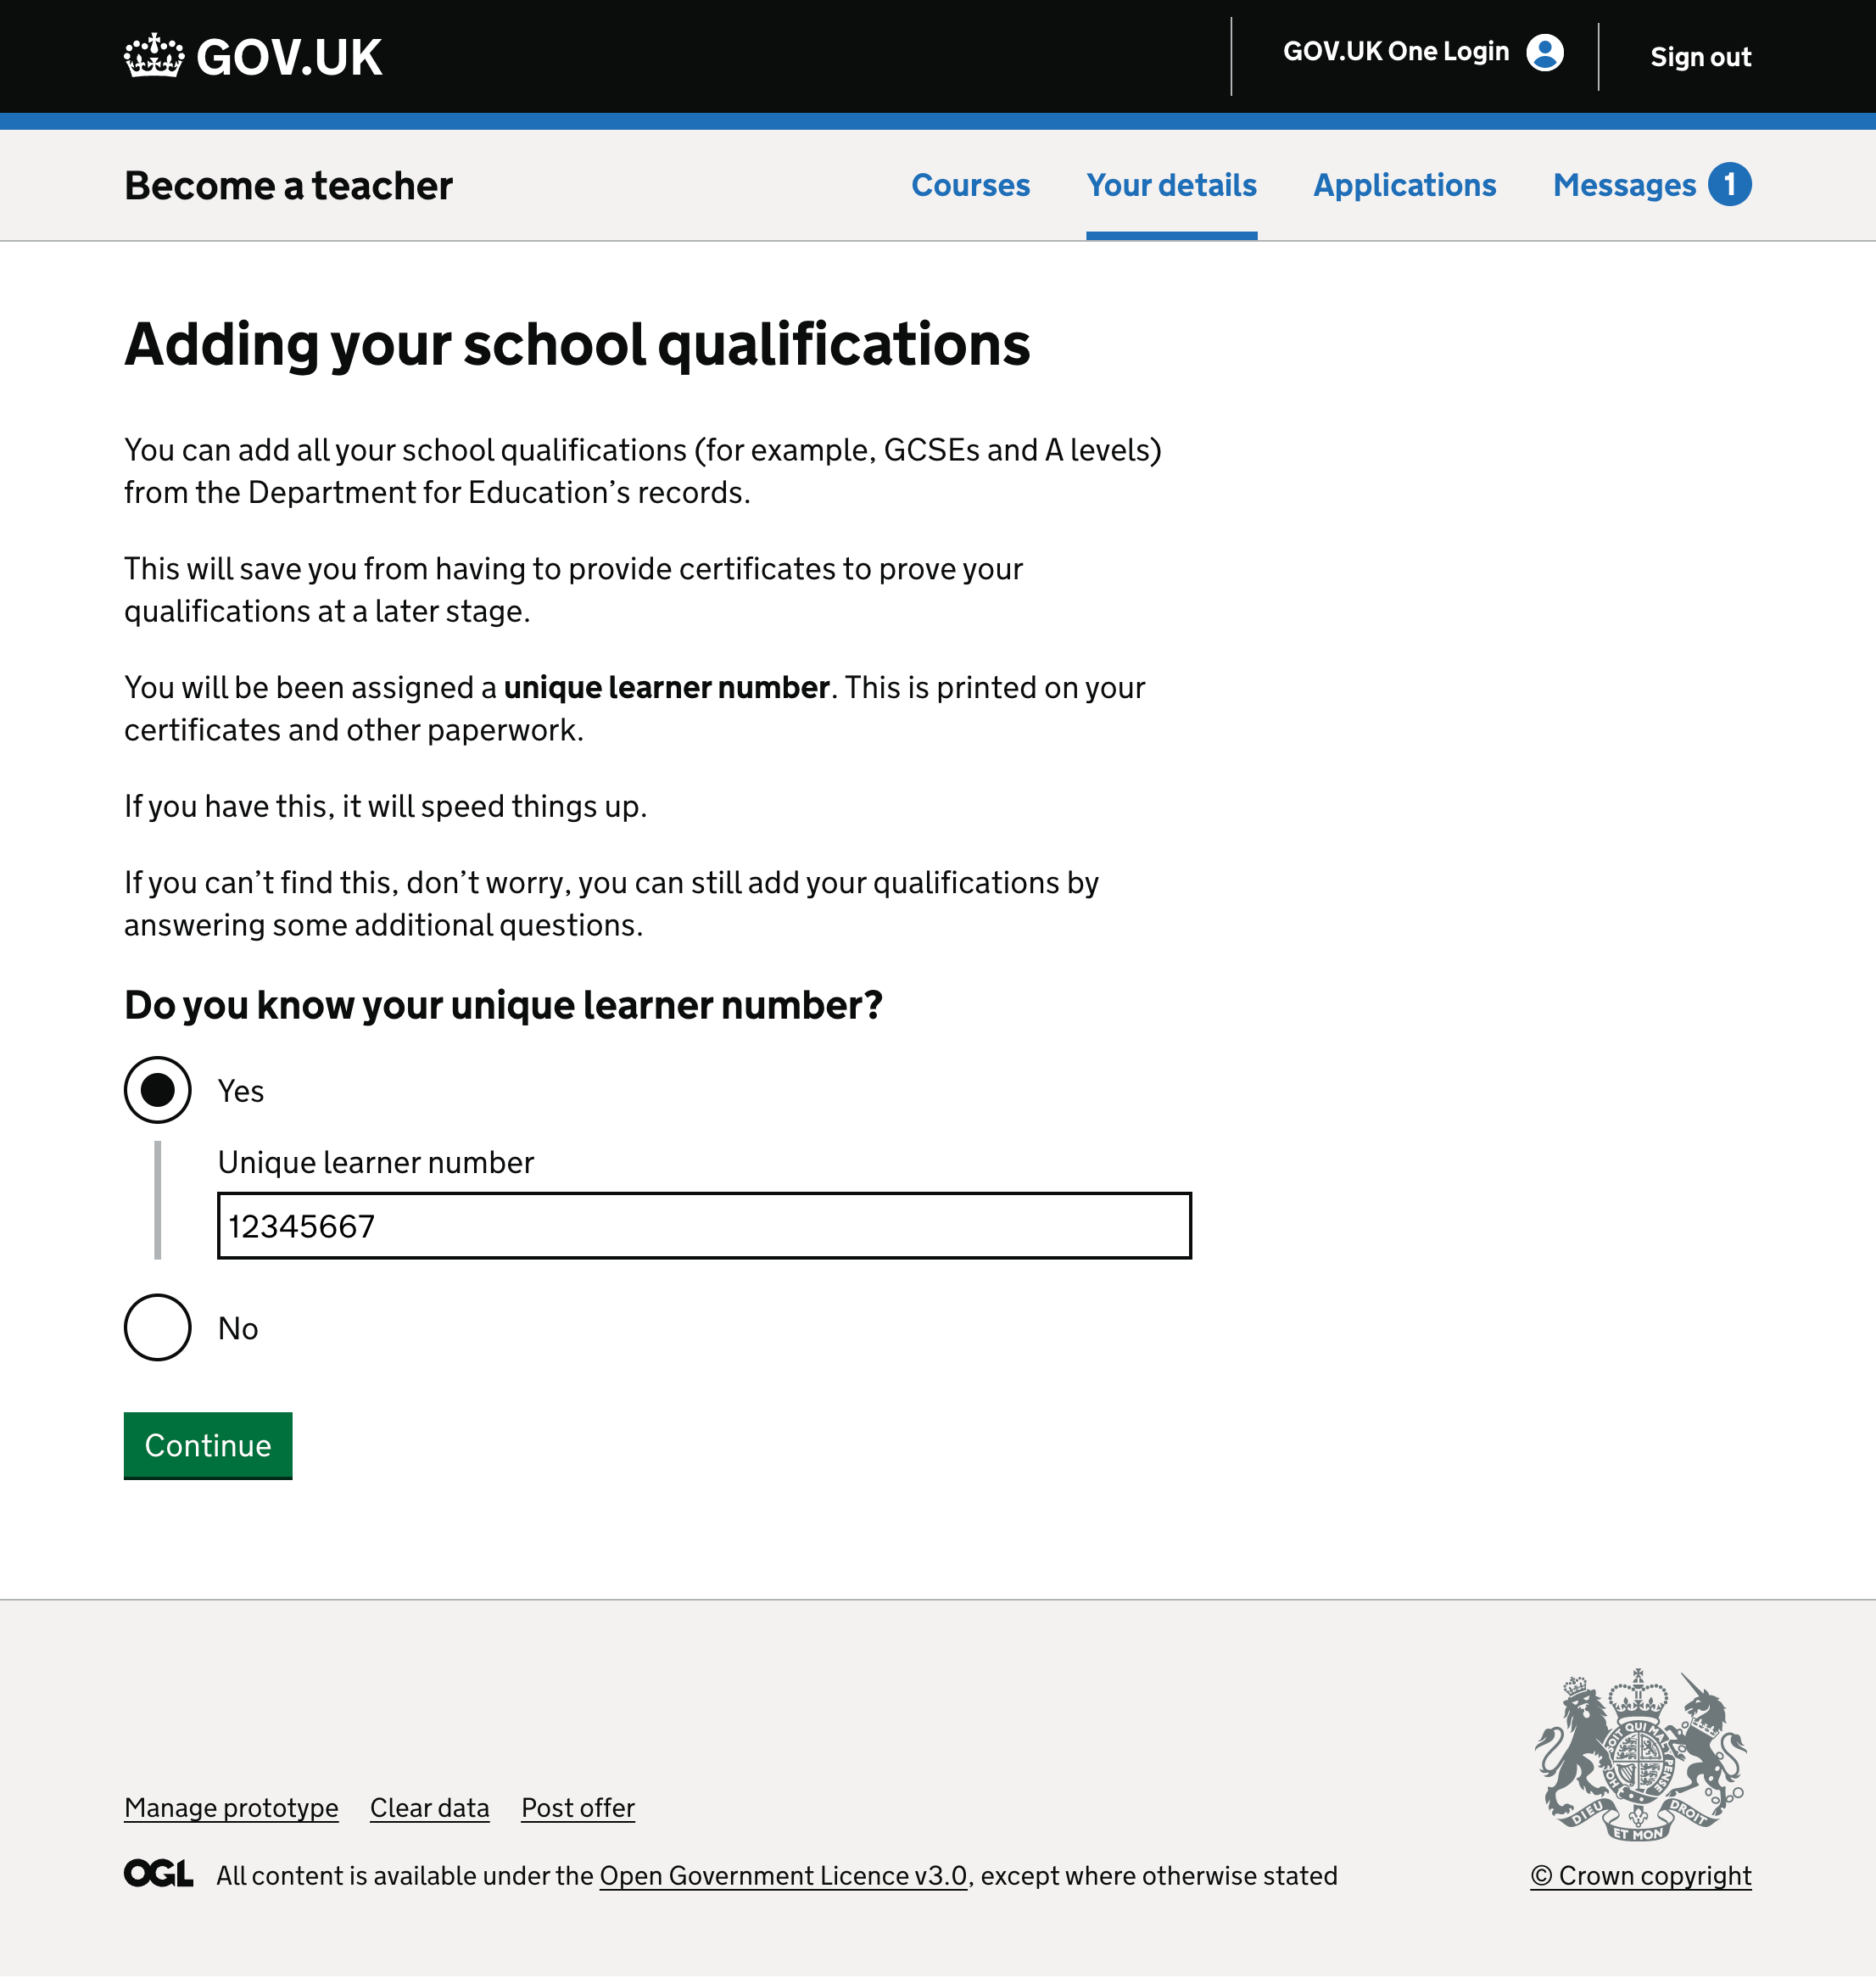 GOV.UK
GOV.UK One Login
Sign out
Become a teacher
Courses
Your details
Applications
Messages 1
Adding your school qualifications
You can add all your school qualifications (for example, GCSEs and A levels)
from the Department for Education’s records.
This will save you from having to provide certificates to prove your
qualifications at a later stage.
You will be been assigned a unique learner number. This is printed on your
certificates and other paperwork.
If you have this, it will speed things up.
If you can’t find this, don’t worry, you can still add your qualifications by
answering some additional questions.
Do you know your unique learner number?
Yes
Unique learner number
12345667
No
Continue
SOIT QUI MAL
PENSE
DIEU
ET MON
DROIT
Manage prototype
Clear data
Post offer
OGL All content is available under the Open Government Licence v3.0, except where otherwise stated
© Crown copyright